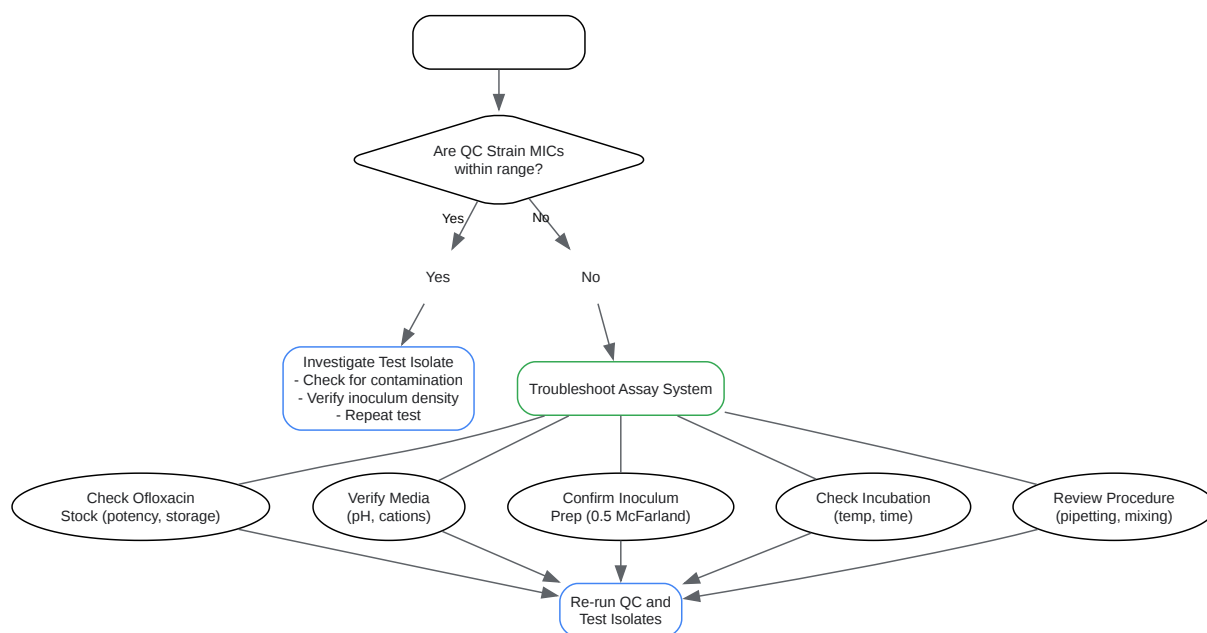 Are QC Strain MICs
within range?
Yes
No
Yes
No
Investigate Test Isolate
- Check for contamination
- Verify inoculum density
- Repeat test
Troubleshoot Assay System
Check Ofloxacin
Stock (potency, storage)
Verify Media
(pH, cations)
Confirm Inoculum
Prep (0.5 McFarland)
Check Incubation
(temp, time)
Review Procedure
(pipetting, mixing)
Re-run QC and
Test Isolates